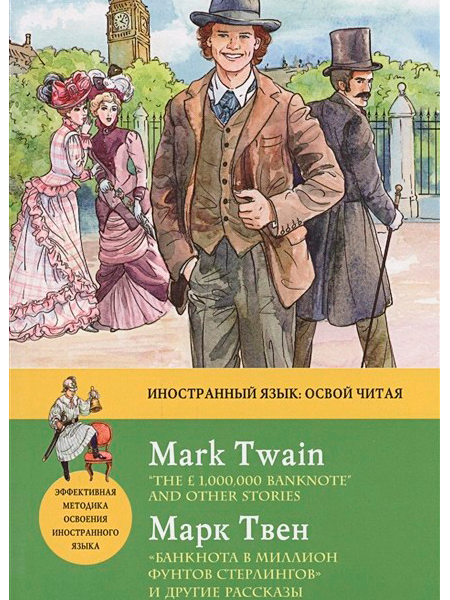 ИНОСТРАННЫЙ ЯЗЫК: ОСВОЙ ЧИТАЯ
Mark Twain
"THE £ 1,000,000 BANKNOTE"
AND OTHER STORIES
Марк Твен
«БАНКНОТА В МИЛЛИОН
ФУНТОВ СТЕРЛИНГОВ»
И ДРУГИЕ РАССКАЗЫ
ЭФФЕКТИВНАЯ
МЕТОДИКА
ОСВОЕНИЯ
ИНОСТРАННОГО
ЯЗЫКА